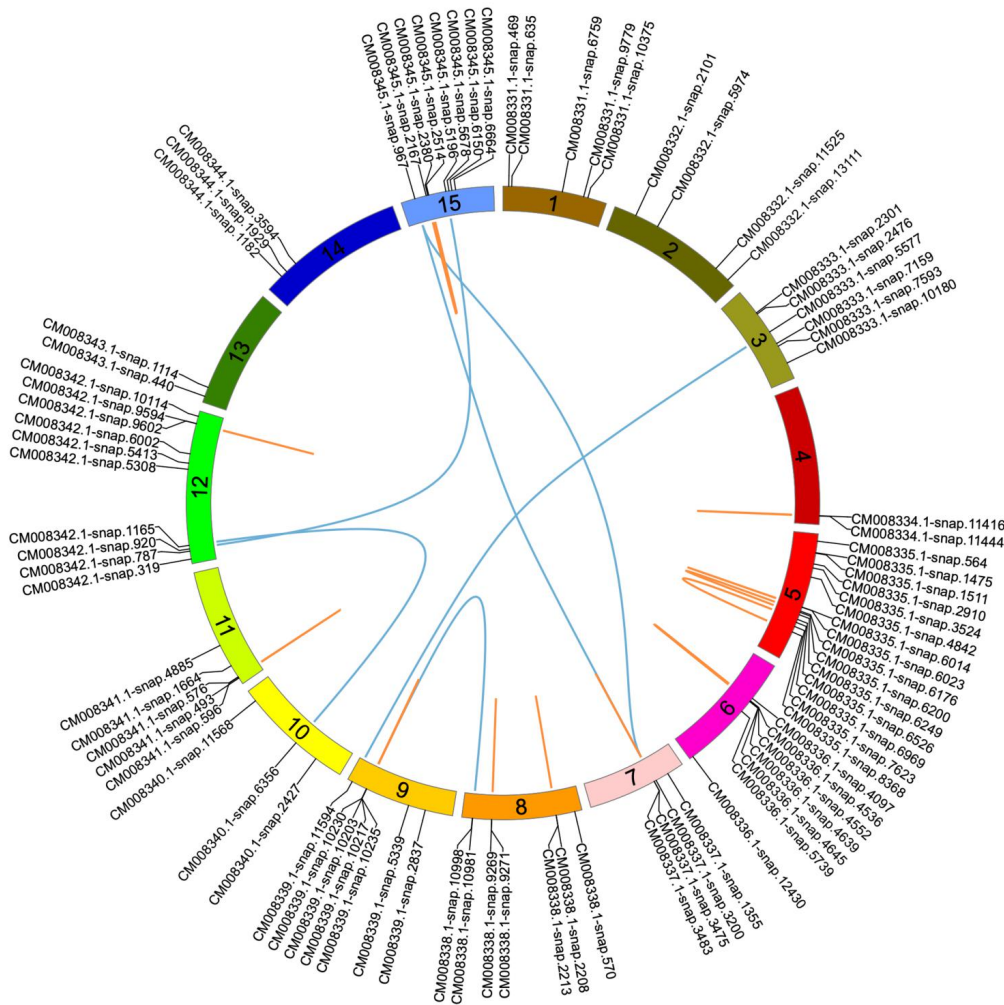 CM008331.1-snap.469
CM008331.1-snap.635
CM008331.1-snap.6759
CM008331.1-snap.9779
CM008331.1-snap.10375
CM008332.1-snap.2101
CM008332.1-snap.5974
CM008332.1-snap.11525
CM008332.1-snap.13111
CM008333.1-snap.2301
CM008333.1-snap.2476
CM008333.1-snap.5577
CM008333.1-snap.7159
CM008333.1-snap.7593
CM008333.1-snap.10180
CM008334.1-snap.11416
CM008334.1-snap.11444
CM008335.1-snap.564
CM008335.1-snap.1475
CM008335.1-snap.1511
CM008335.1-snap.2910
CM008335.1-snap.3524
CM008335.1-snap.4842
CM008335.1-snap.6014
CM008335.1-snap.6023
CM008335.1-snap.6176
CM008335.1-snap.6200
CM008335.1-snap.6249
CM008335.1-snap.6526
CM008335.1-snap.6969
CM008335.1-snap.7623
CM008335.1-snap.8368
CM008336.1-snap.4097
CM008336.1-snap.4536
CM008336.1-snap.4552
CM008336.1-snap.4639
CM008336.1-snap.4645
CM008336.1-snap.5739
CM008336.1-snap.12430
CM008337.1-snap.1355
CM008337.1-snap.3200
CM008337.1-snap.3475
CM008337.1-snap.3483
CM008338.1-snap.570
CM008338.1-snap.2208
CM008338.1-snap.2213
CM008338.1-snap.9271
CM008338.1-snap.9269
CM008338.1-snap.10981
CM008338.1-snap.10998
CM008339.1-snap.2837
CM008339.1-snap.5339
CM008339.1-snap.10235
CM008339.1-snap.10217
CM008339.1-snap.10203
CM008339.1-snap.10230
CM008339.1-snap.11594
CM008340.1-snap.2427
CM008340.1-snap.6356
CM008340.1-snap.11568
CM008341.1-snap.596
CM008341.1-snap.493
CM008341.1-snap.576
CM008341.1-snap.1664
CM008341.1-snap.4885
CM008342.1-snap.319
CM008342.1-snap.787
CM008342.1-snap.920
CM008342.1-snap.1165
CM008342.1-snap.5308
CM008342.1-snap.5413
CM008342.1-snap.6002
CM008342.1-snap.9602
CM008342.1-snap.9594
CM008342.1-snap.10114
CM008343.1-snap.440
CM008343.1-snap.1114
CM008344.1-snap.1182
CM008344.1-snap.1929
CM008344.1-snap.3594
CM008345.1-snap.967
CM008345.1-snap.2167
CM008345.1-snap.2380
CM008345.1-snap.2514
CM008345.1-snap.5196
CM008345.1-snap.5678
CM008345.1-snap.6150
CM008345.1-snap.6664
1
2
3
4
5
6
7
8
9
10
11
12
13
14
15